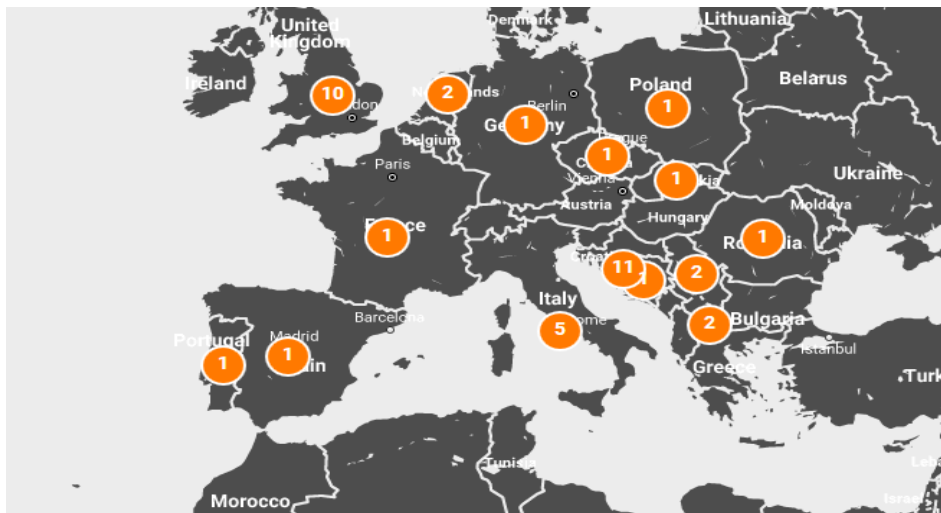 Denmark
Lithuania
United
Kingdom
Ireland
Belarus
Poland
10
2
Berlin
1
1
Belgium
Ukraine
Paris
1
Vienna
1
Austria
Moldova
Hungary
1
1
11
1
2
Italy
Barcelona
5
2
Bulgaria
Madrid
Portugal
Istanbul
1
1
Greece
Turk
Tunisia
Leba
Morocco
Israel